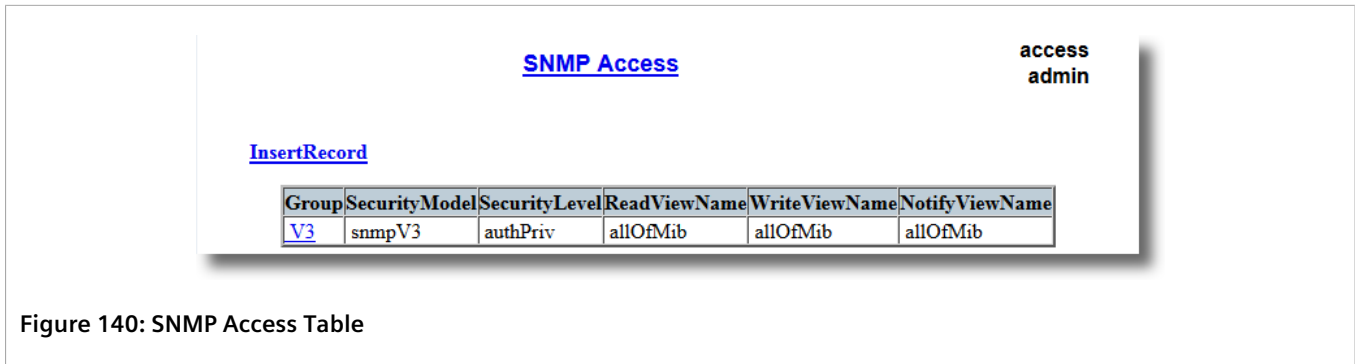 SNMP Access
access
admin
InsertRecord
Group SecurityModel SecurityLevel ReadViewName WriteViewName NotifyViewName
V3 snmpV3 authPriv allOfMib allOfMib allOfMib
Figure 140: SNMP Access Table